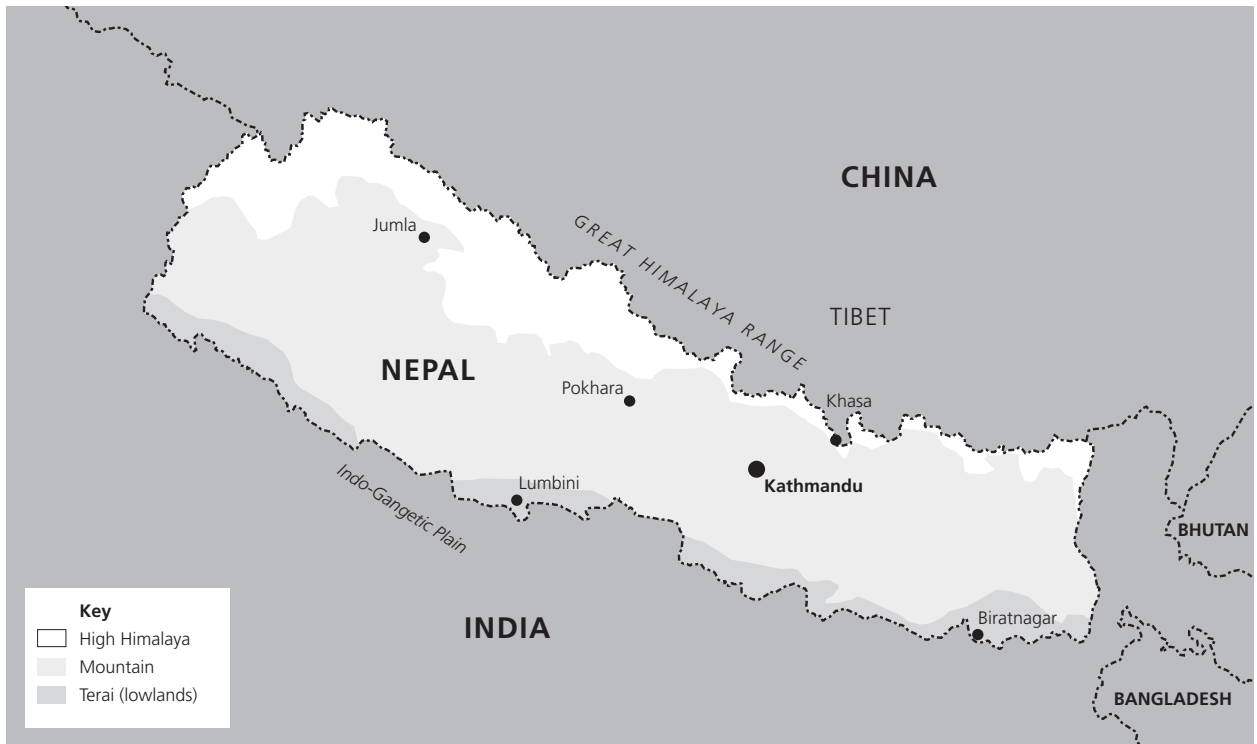 CHINA
Jumla
GREAT HIMALAYA RANGE
TIBET
NEPAL
Pokhara
Khasa
Kathmandu
Lumbini
Indo-Gangetic Plain
BHUTAN
INDIA
Biratnagar
BANGLADESH
Key
High Himalaya
Mountain
Terai (lowlands)